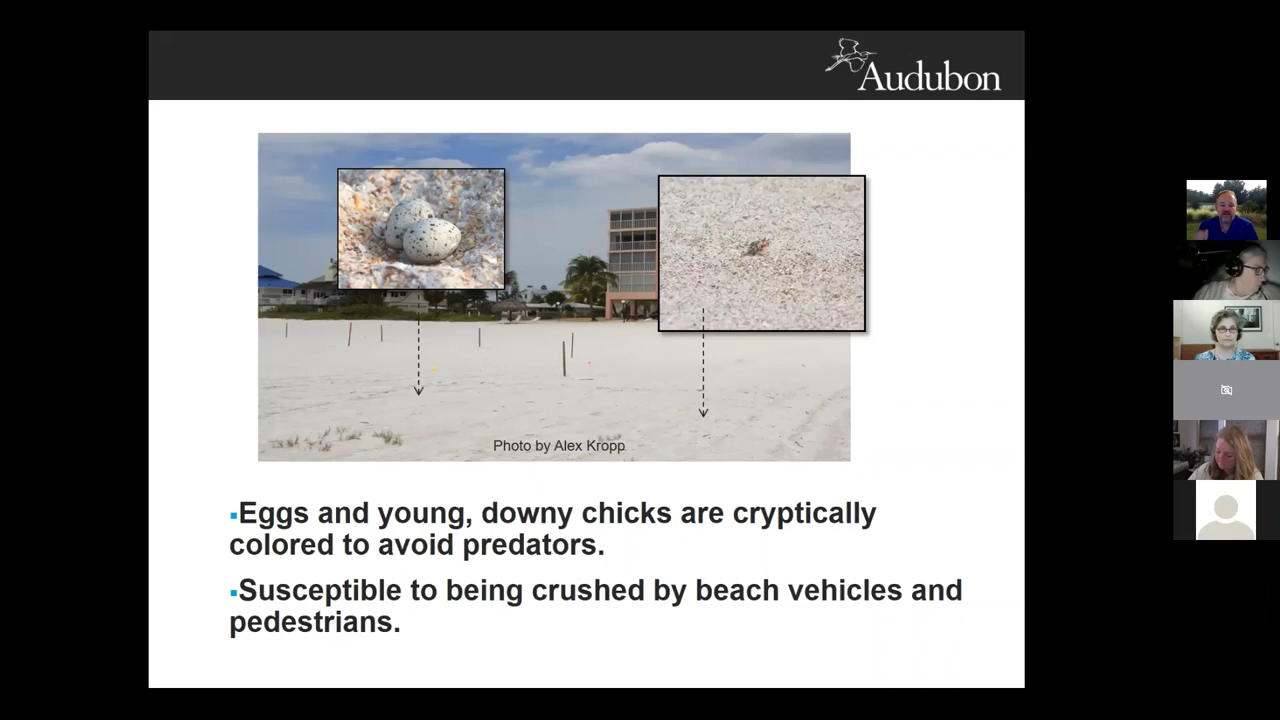 Audubon
Photo by Alex Kropp
Eggs and young, downy chicks are cryptically
colored to avoid predators.
Susceptible to being crushed by beach vehicles and
pedestrians.